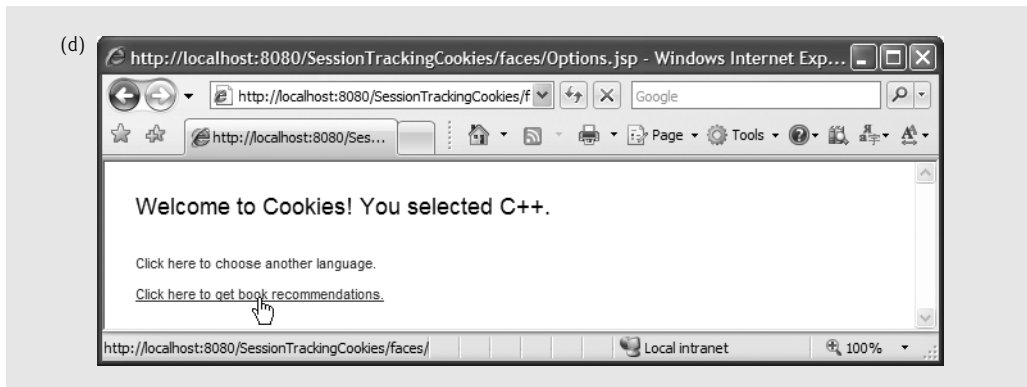 (d)
http://localhost:8080/SessionTrackingCookies/faces/Options.jsp - Windows Internet Exp...
http://localhost:8080/SessionTrackingCookies/f
Google
http://localhost:8080/Ses...
Page
Tools
Welcome to Cookies! You selected C++.
Click here to choose another language.
Click here to get book recommendations.
http://localhost:8080/SessionTrackingCookies/faces/
Local intranet
100%